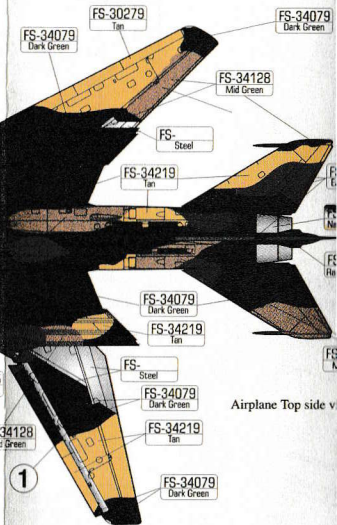 FS-30279
Tan
FS-34079
Dark Green
FS-34079
Dark Green
FS-34128
Mid Green
FS-
Steel
FS-34219
Tan
FS-34079
Dark Green
FS-34219
Tan
FS-
Steel
FS-34079
Dark Green
Airplane Top side v
34128
d Green
FS-34219
Tan
1
FS-34079
Dark Green